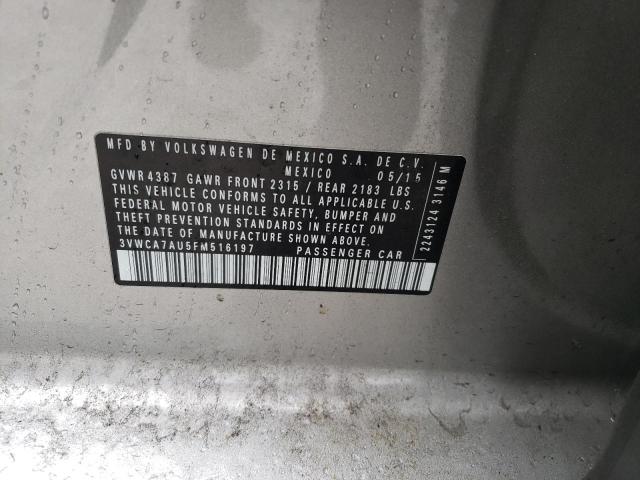 MFD BY VOLKSWAGEN DE MEXICO S.A. DE C.V.
MEXICO 05/15
GVWR 4387 GAWR FRONT 2315 / REAR 2183 LBS
THIS VEHICLE CONFORMS TO ALL APPLICABLE U.S.
FEDERAL MOTOR VEHICLE SAFETY, BUMPER AND
THEFT PREVENTION STANDARDS IN EFFECT ON
THE DATE OF MANUFACTURE SHOWN ABOVE.
3VWCA7AU5FM516197 PASSENGER CAR
2243124 3146 M